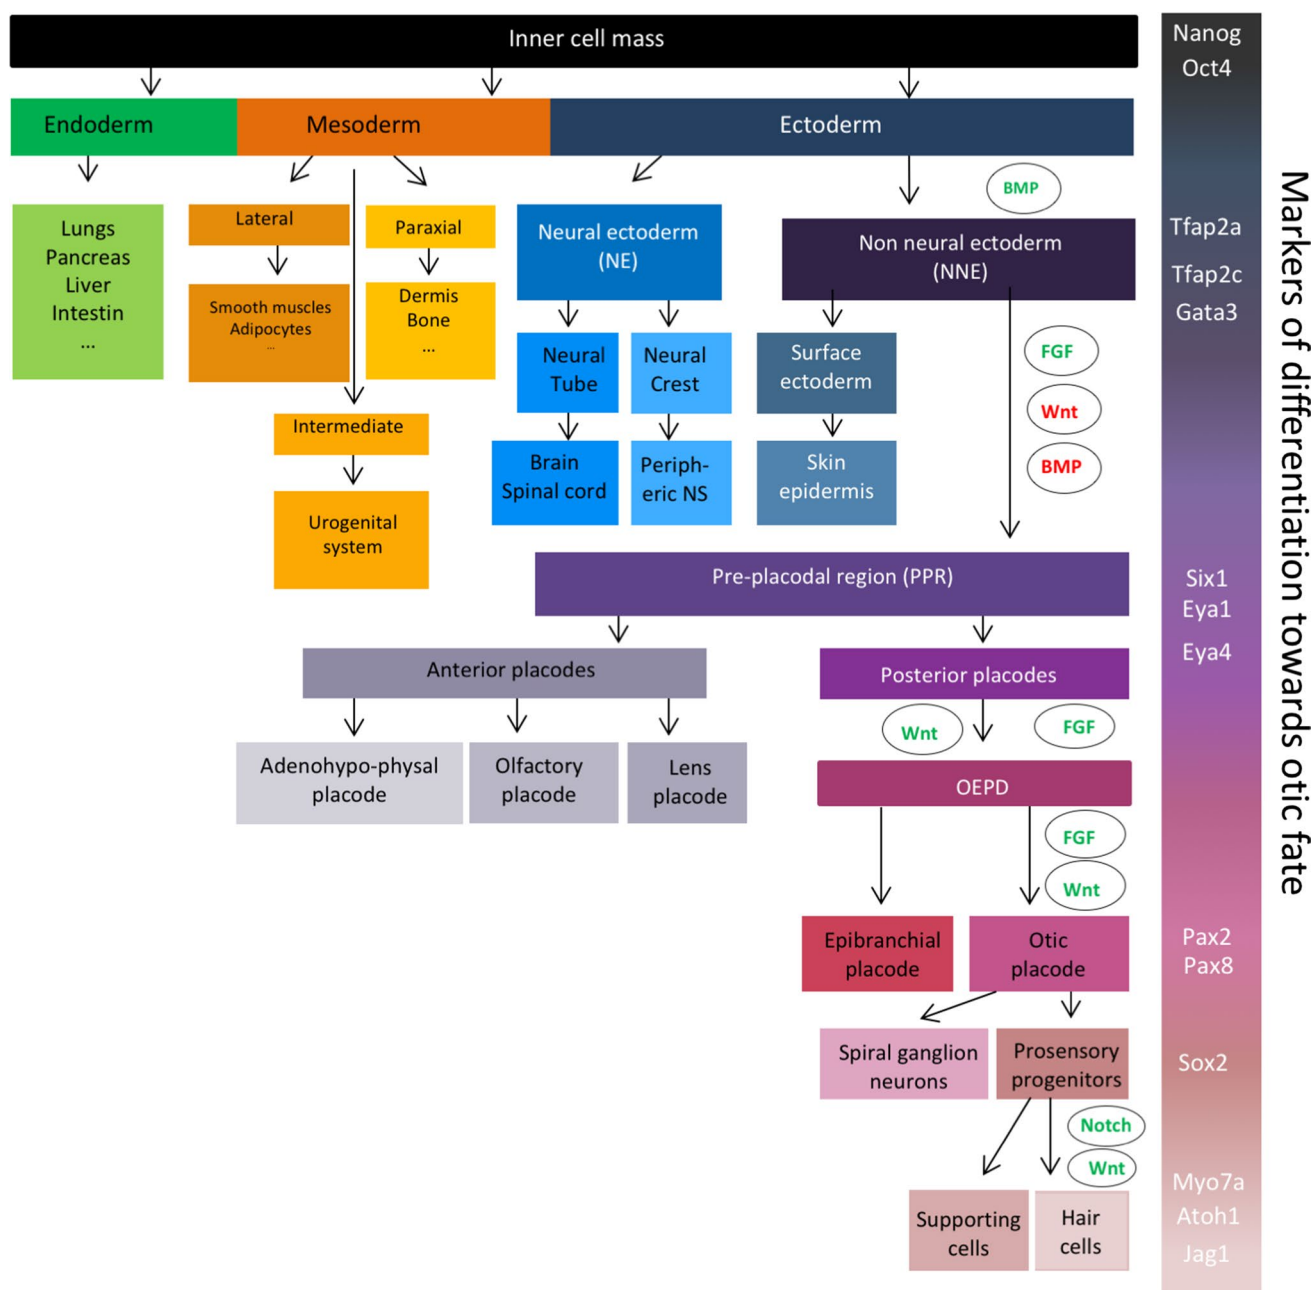 Inner cell mass
Nanog
Oct4
Endoderm
Mesoderm
Ectoderm
BMP
Lungs
Pancreas
Liver
Intestin
...
Lateral
Smooth muscles
Adipocytes
...
Paraxial
Dermis
Bone
...
Intermediate
Urogenital
system
Neural ectoderm
(NE)
Neural
Tube
Neural
Crest
Brain
Spinal cord
Periph-
eric NS
Non neural ectoderm
(NNE)
Surface
ectoderm
Skin
epidermis
FGF
Wnt
BMP
Tfap2a
Tfap2c
Gata3
Pre-placodal region (PPR)
Six1
Eya1
Eya4
Anterior placodes
Posterior placodes
Adenohypo-physal
placode
Olfactory
placode
Lens
placode
Wnt
FGF
OEPD
FGF
Wnt
Epibranchial
placode
Otic
placode
Pax2
Pax8
Spiral ganglion
neurons
Prosensory
progenitors
Sox2
Notch
Wnt
Supporting
cells
Hair
cells
Myo7a
Atoh1
Jag1
Markers of differentiation towards otic fate